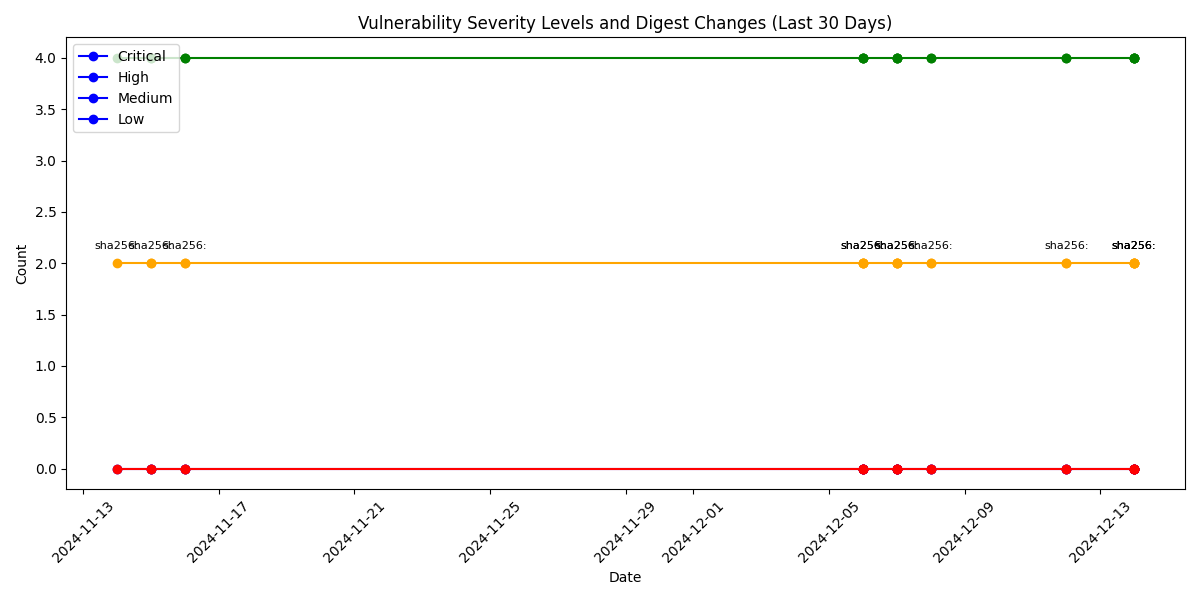 Vulnerability Severity Levels and Digest Changes (Last 30 Days)
Critical
High
Medium
Low
Count
4.0
3.5
3.0
2.5
2.0
1.5
1.0
0.5
0.0
sha256: sha256: sha256: sha256: sha256: sha256: sha256: sha256:
2024-11-13 2024-11-17 2024-11-21 2024-11-25 2024-11-29 2024-12-01 2024-12-05 2024-12-09 2024-12-13
Date